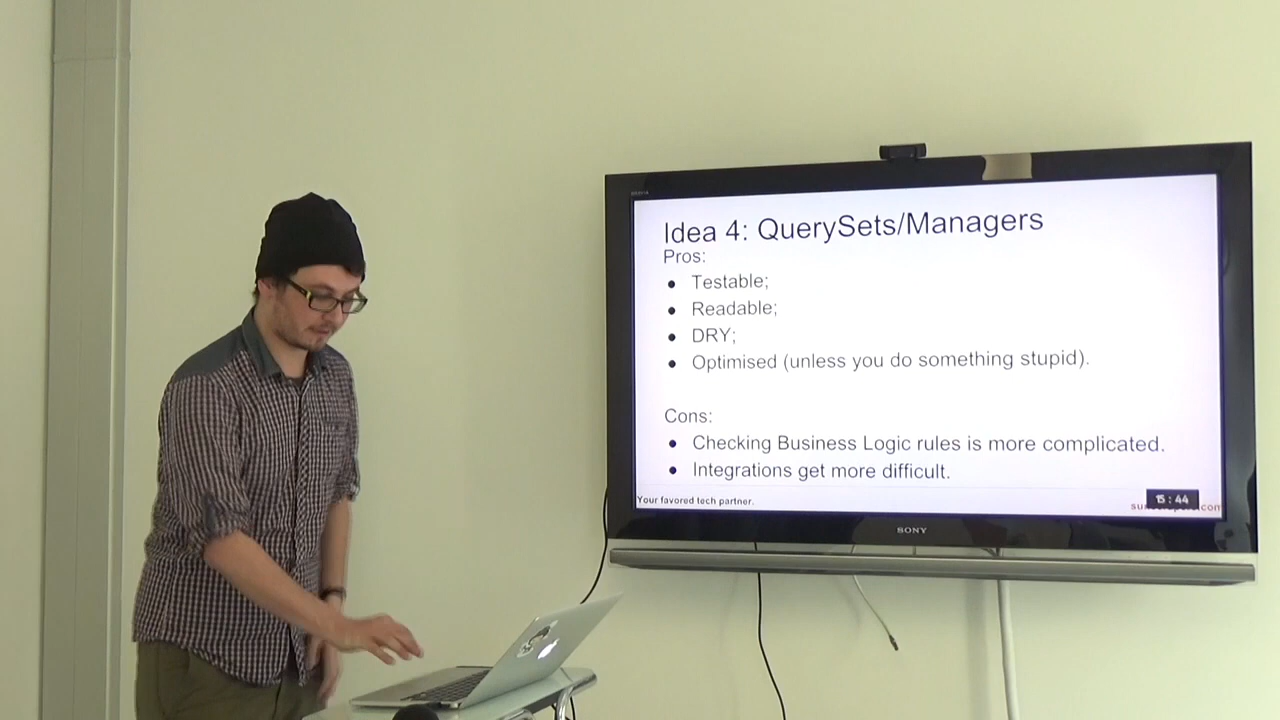 Idea 4: QuerySets/Managers
Pros:
● Testable;
● Readable;
● DRY;
● Optimised (unless you do something stupid).
Cons:
● Checking Business Logic rules is more complicated.
● Integrations get more difficult.
Your favored tech partner.
15:44
SONY